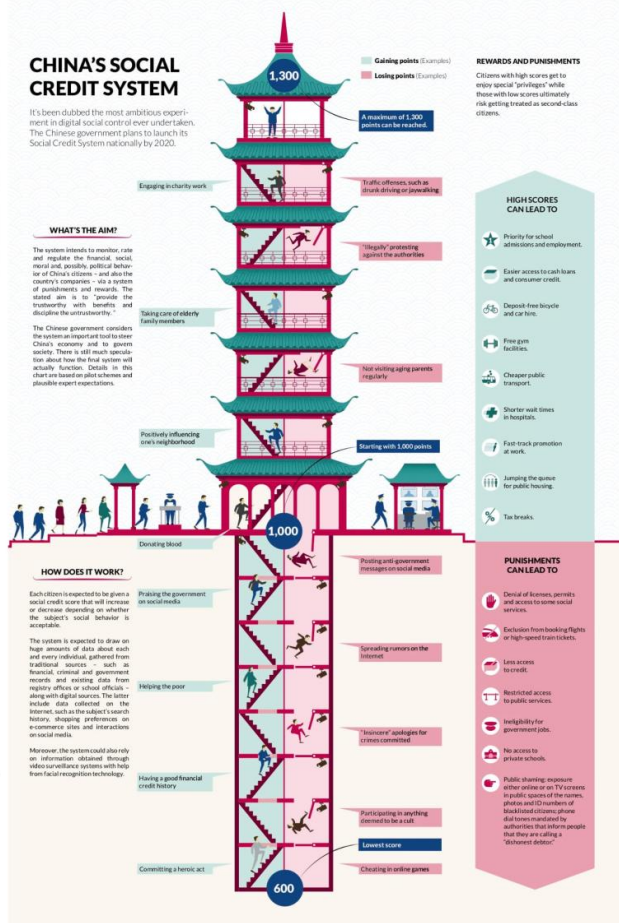 CHINA'S SOCIAL
CREDIT SYSTEM
It's been dubbed the most ambitious experi-
ment in digital social control ever undertaken.
The Chinese government plans to launch its
Social Credit System nationally by 2020.
WHAT'S THE AIM?
The system intends to monitor, rate
and regulate the financial, social,
moral and, possibly, political behav-
ior of China's citizens – and also the
country's companies – via a system
of punishments and rewards. The
stated aim is to "provide the
trustworthy with benefits and
discipline the untrustworthy."
The Chinese government considers
the system an important tool to steer
China's economy and to govern
society. There is still much specula-
tion about how the final system will
actually function. Details in this
chart are based on pilot schemes and
plausible expert expectations.
HOW DOES IT WORK?
Each citizen is expected to be given a
social credit score that will increase
or decrease depending on whether
the subject's social behavior is
acceptable.
The system is expected to draw on
huge amounts of data about each
and every individual, gathered from
traditional sources – such as
financial, criminal and government
records and existing data from
registry offices or school officials –
along with digital sources. The latter
include data collected on the
Internet, such as the subject's search
history, shopping preferences on
e-commerce sites and interactions
on social media.
Moreover, the system could also rely
on information obtained through
video surveillance systems with help
from facial recognition technology.
1,300
Gaining points (Examples)
Losing points (Examples)
A maximum of 1,300
points can be reached.
Engaging in charity work
Traffic offenses, such as
drunk driving or jaywalking
"Illegally" protesting
against the authorities
Taking care of elderly
family members
Not visiting aging parents
regularly
Positively influencing
one's neighborhood
Starting with 1,000 points
1,000
Donating blood
Posting anti-government
messages on social media
Praising the government
on social media
Spreading rumors on the
Internet
Helping the poor
"Insincere" apologies for
crimes committed
Having a good financial
credit history
Participating in anything
deemed to be a cult
Lowest score
Committing a heroic act
Cheating in online games
600
REWARDS AND PUNISHMENTS
Citizens with high scores get to
enjoy special "privileges" while
those with low scores ultimately
risk getting treated as second-class
citizens.
HIGH SCORES
CAN LEAD TO
Priority for school
admissions and employment.
Easier access to cash loans
and consumer credit.
Deposit-free bicycle
and car hire.
Free gym
facilities.
Cheaper public
transport.
Shorter wait times
in hospitals.
Fast-track promotion
at work.
Jumping the queue
for public housing.
Tax breaks.
PUNISHMENTS
CAN LEAD TO
Denial of licenses, permits
and access to some social
services.
Exclusion from booking flights
or high-speed train tickets.
Less access
to credit.
Restricted access
to public services.
Ineligibility for
government jobs.
No access to
private schools.
Public shaming: exposure
either online or on TV screens
in public spaces of the names,
photos and ID numbers of
blacklisted citizens; phone
dial tones mandated by
authorities that inform people
that they are calling a
"dishonest debtor."